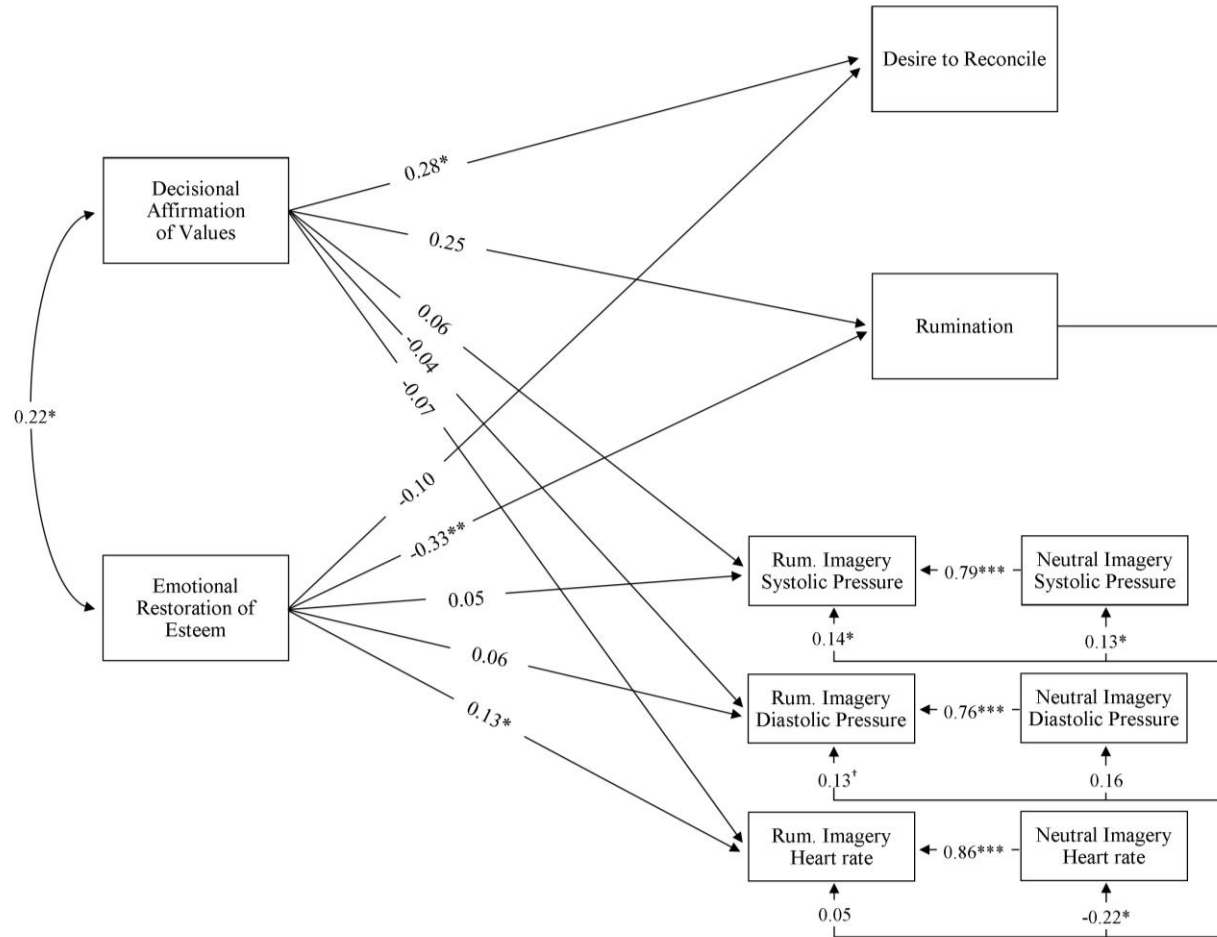 Desire to Reconcile
0.28*
Decisional
Affirmation
of Values
0.25
0.06
-0.04
-0.07
Rumination
0.22*
-0.10
-0.33**
Emotional
Restoration of
Esteem
0.05
0.06
0.13*
Rum. Imagery
Systolic Pressure
0.79***
Neutral Imagery
Systolic Pressure
0.14*
0.13*
Rum. Imagery
Diastolic Pressure
0.76***
Neutral Imagery
Diastolic Pressure
0.13†
0.16
Rum. Imagery
Heart rate
0.86***
Neutral Imagery
Heart rate
0.05
-0.22*